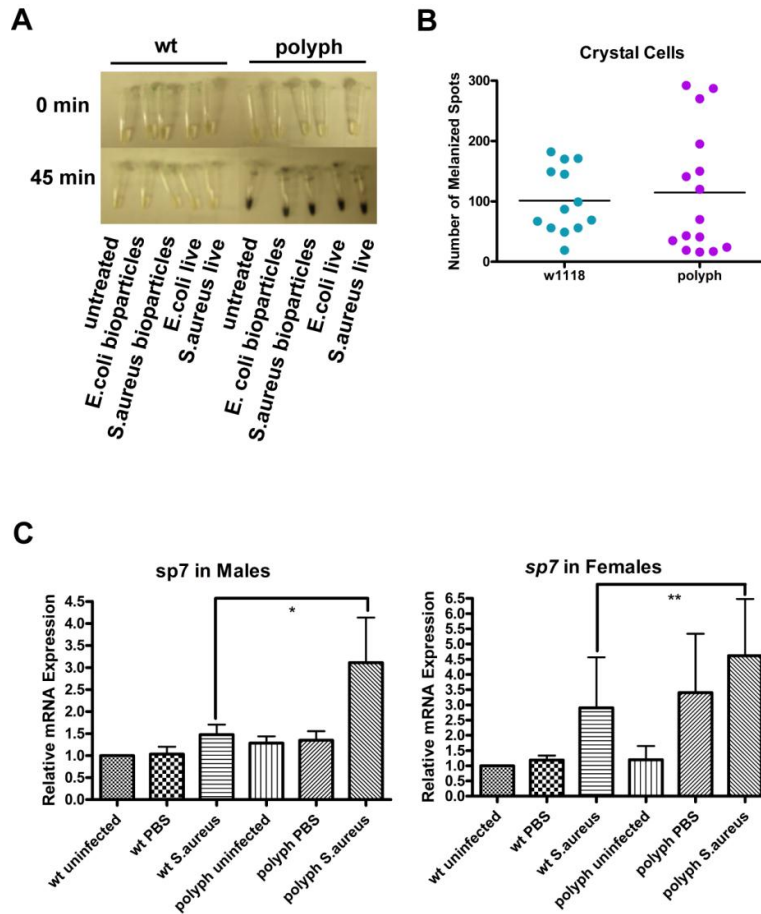 A
wt
polyph
0 min
45 min
untreated
E.coli bioparticles
S.aureus bioparticles
E.coli live
S.aureus live
untreated
E. coli bioparticles
S.aureus bioparticles
E.coli live
S.aureus live
B
Crystal Cells
Number of Melanized Spots
300
200
100
0
w1118
polyph
C
sp7 in Males
Relative mRNA Expression
4.5
4.0
3.5
3.0
2.5
2.0
1.5
1.0
0.5
0.0
*
wt uninfected
wt PBS
wt S.aureus
polyph uninfected
polyph PBS
polyph S.aureus
sp7 in Females
Relative mRNA Expression
6.5
6.0
5.5
5.0
4.5
4.0
3.5
3.0
2.5
2.0
1.5
1.0
0.5
0.0
**
wt uninfected
wt PBS
wt S.aureus
polyph uninfected
polyph PBS
polyph S.aureus